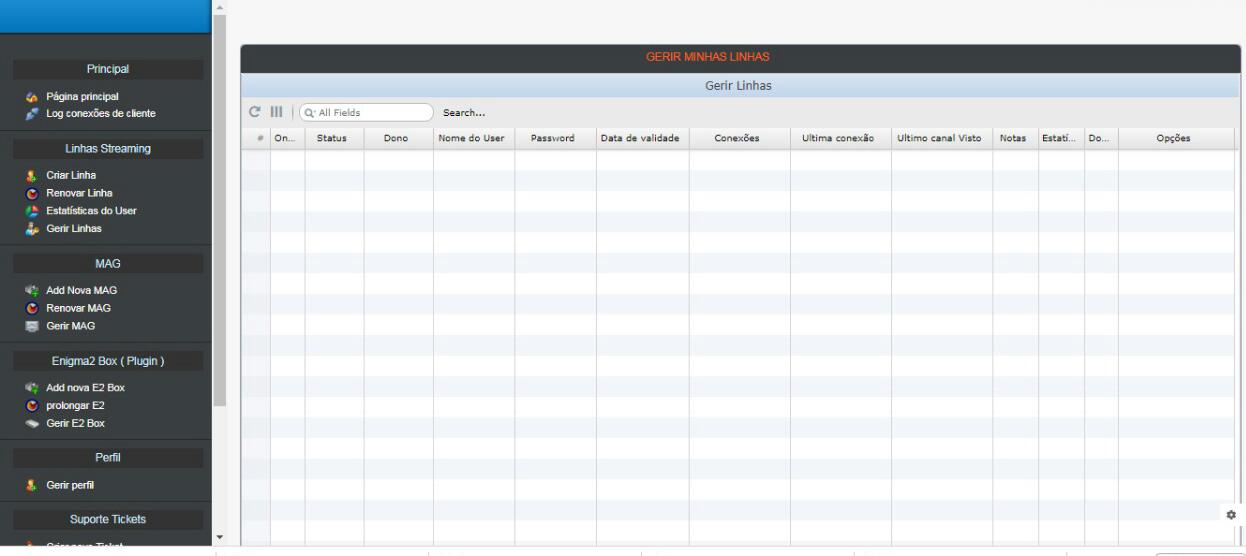 Principal
Página principal
Log conexões de cliente
Linhas Streaming
Criar Linha
Renovar Linha
Estatísticas do User
Gerir Linhas
MAG
Add Nova MAG
Renovar MAG
Gerir MAG
Enigma2 Box ( Plugin )
Add nova E2 Box
prolongar E2
Gerir E2 Box
Perfil
Gerir perfil
Suporte Tickets
GERIR MINHAS LINHAS
Gerir Linhas
All Fields Search...
# On... Status Dono Nome do User Password Data de validade Conexões Ultima conexão Ultimo canal Visto Notas Estatí... Do... Opções